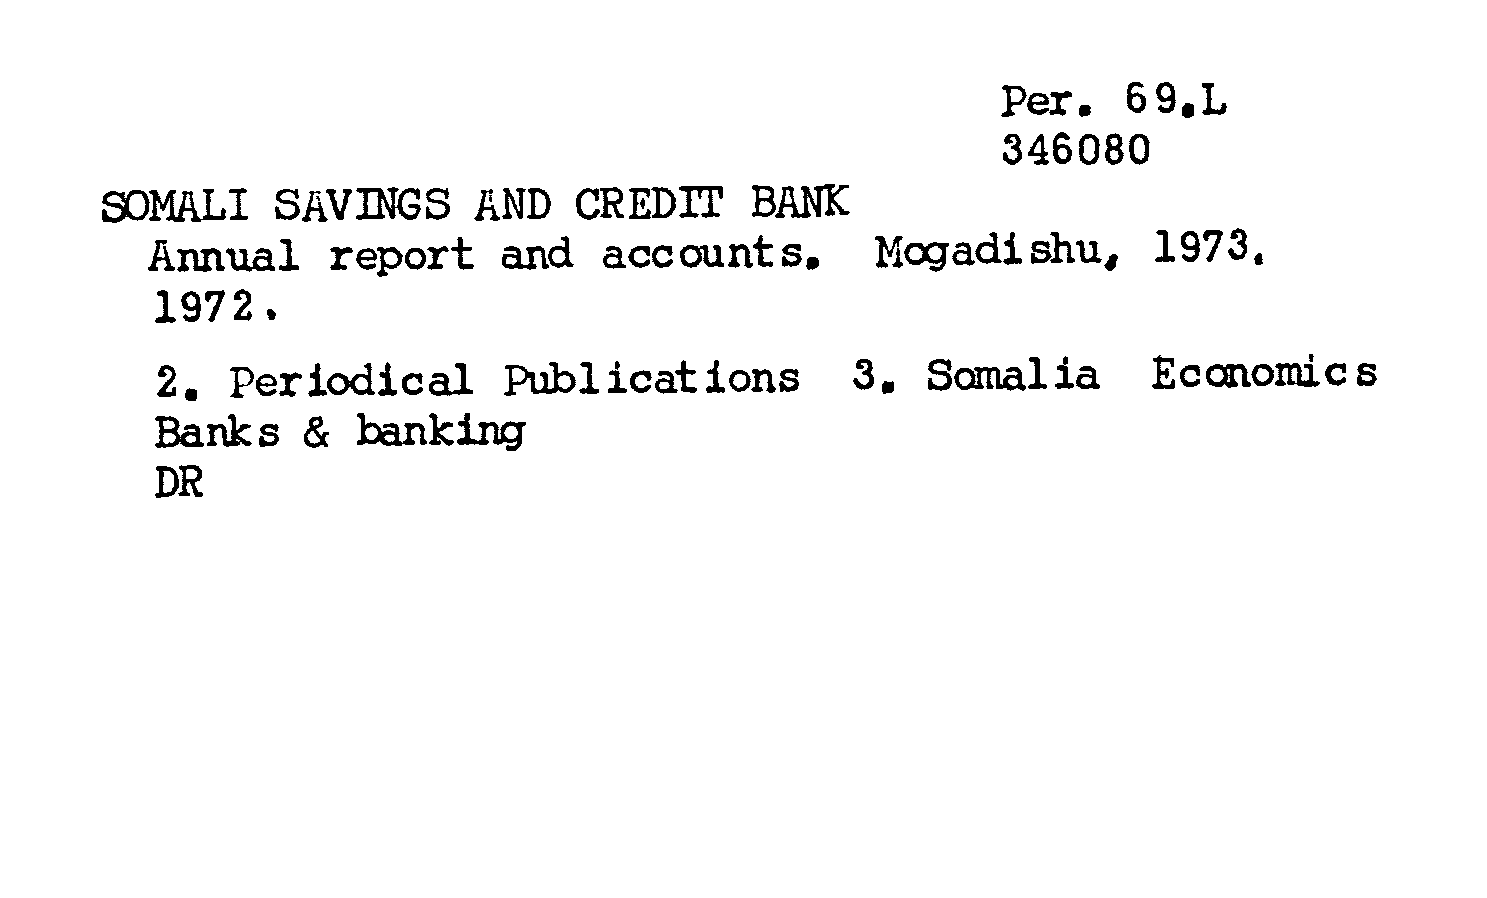 Per. 69.L
346080
SOMALI SAVINGS AND CREDIT BANK
Annual report and accounts. Mogadishu, 1973.
1972.
2. Periodical Publications 3. Somalia Economics
Banks & banking
DR